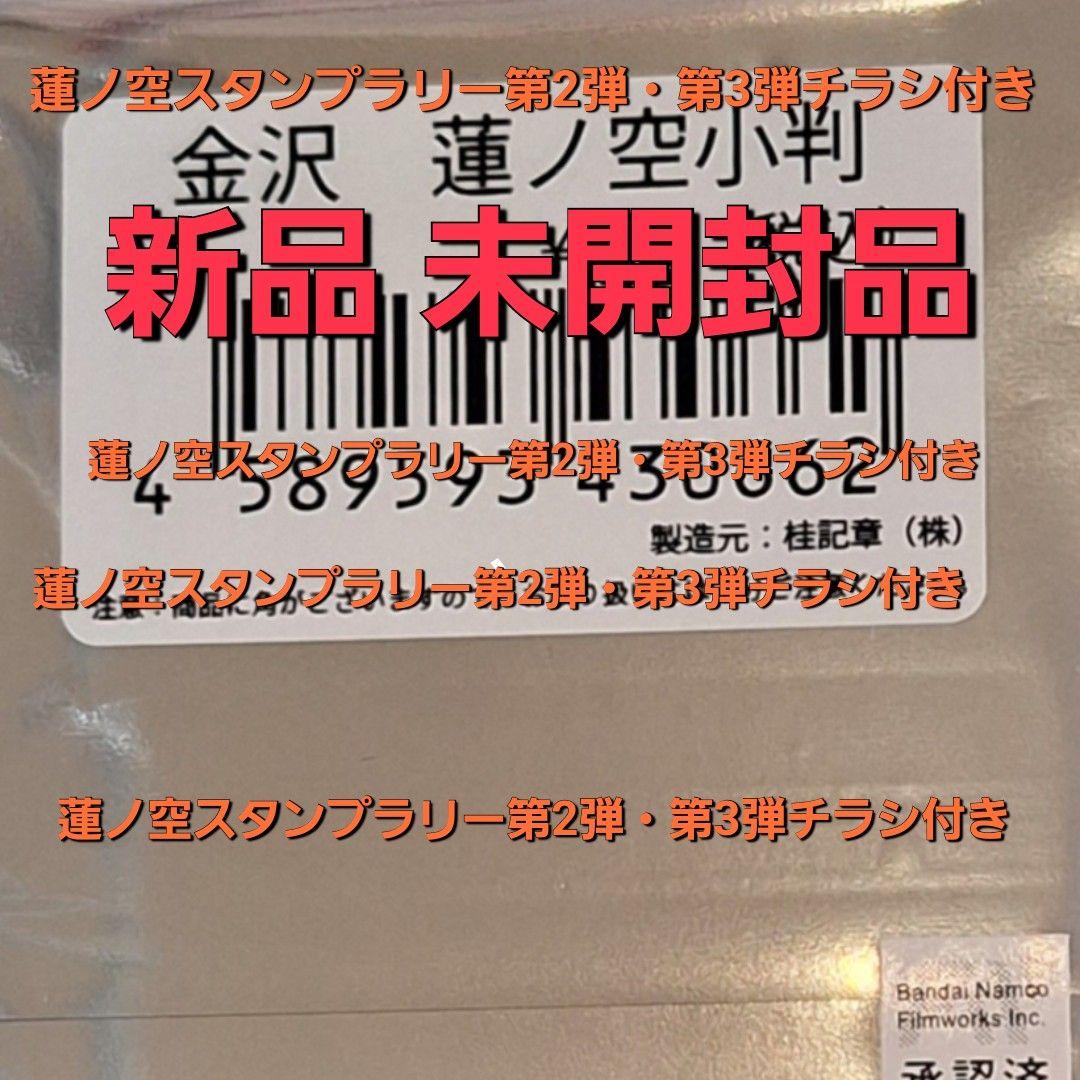 蓮ノ空スタンプラリー第2弾・第3弾チラシ付き
金沢 蓮ノ空小判
新品 未開封品
蓮ノ空スタンプラリー第2弾・第3弾チラシ付き
製造元：桂記章（株）
蓮ノ空スタンプラリー第2弾・第3弾チラシ付き
蓮ノ空スタンプラリー第2弾・第3弾チラシ付き
Bandai Namco
Filmworks Inc.
承認済